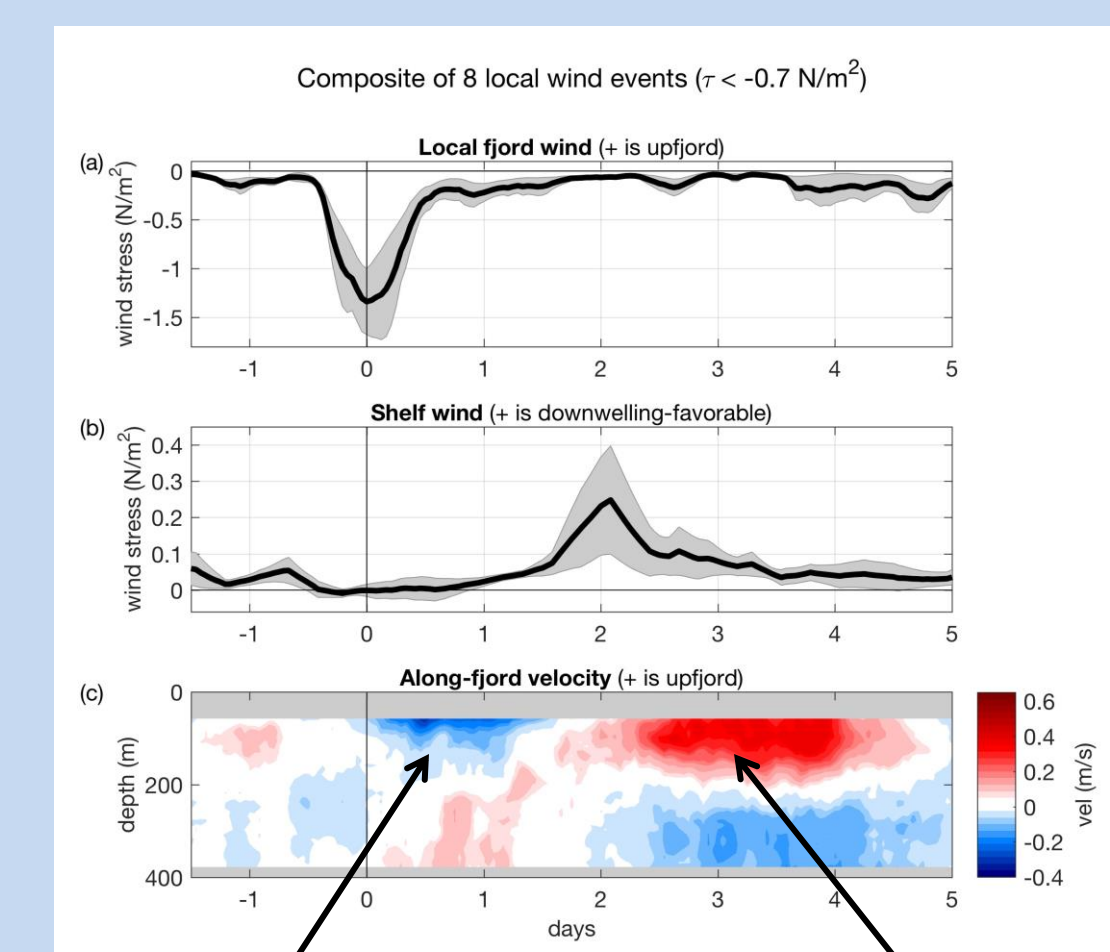 Composite of 8 local wind events (τ < -0.7 N/m²)
(a)
Local fjord wind (+ is upfjord)
wind stress (N/m²)
0
-0.5
-1
-1.5
-1 0 1 2 3 4 5
(b)
Shelf wind (+ is downwelling-favorable)
wind stress (N/m²)
0.4
0.3
0.2
0.1
0
-1 0 1 2 3 4 5
(c)
Along-fjord velocity (+ is upfjord)
depth (m)
0
200
400
-1 0 1 2 3 4 5
days
0.6
0.4
0.2
0
-0.2
-0.4
vel (m/s)